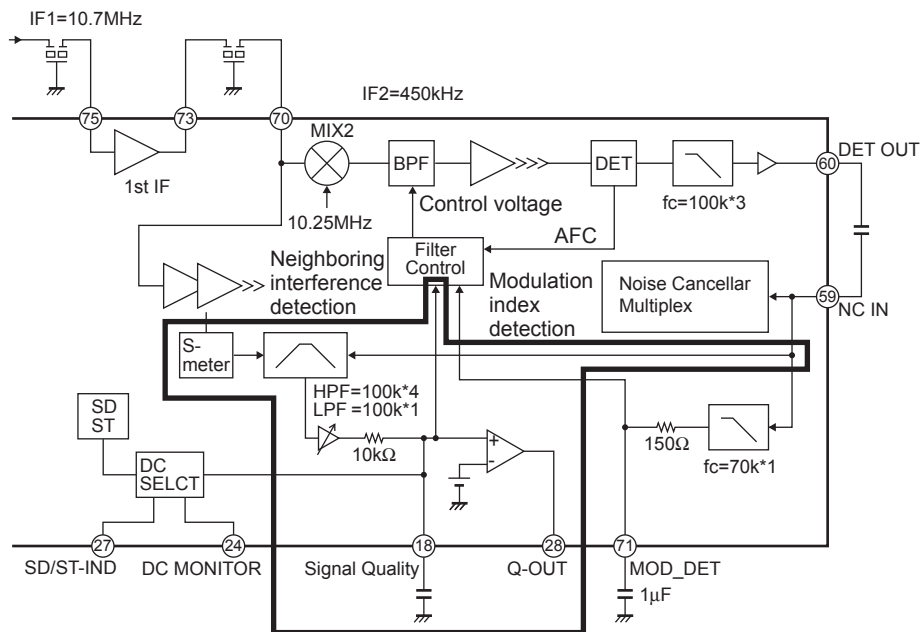 IF1=10.7MHz
IF2=450kHz
75
73
70
MIX2
1st IF
BPF
DET
fc=100k*3
60
DET OUT
10.25MHz
Control voltage
AFC
Filter
Control
Neighboring
interference
detection
Modulation
index
detection
Noise Cancellar
Multiplex
59
NC IN
S-
meter
HPF=100k*4
LPF =100k*1
SD
ST
10kΩ
+
-
150Ω
fc=70k*1
DC
SELCT
27
24
18
28
71
SD/ST-IND
DC MONITOR
Signal Quality
Q-OUT
MOD_DET
1µF